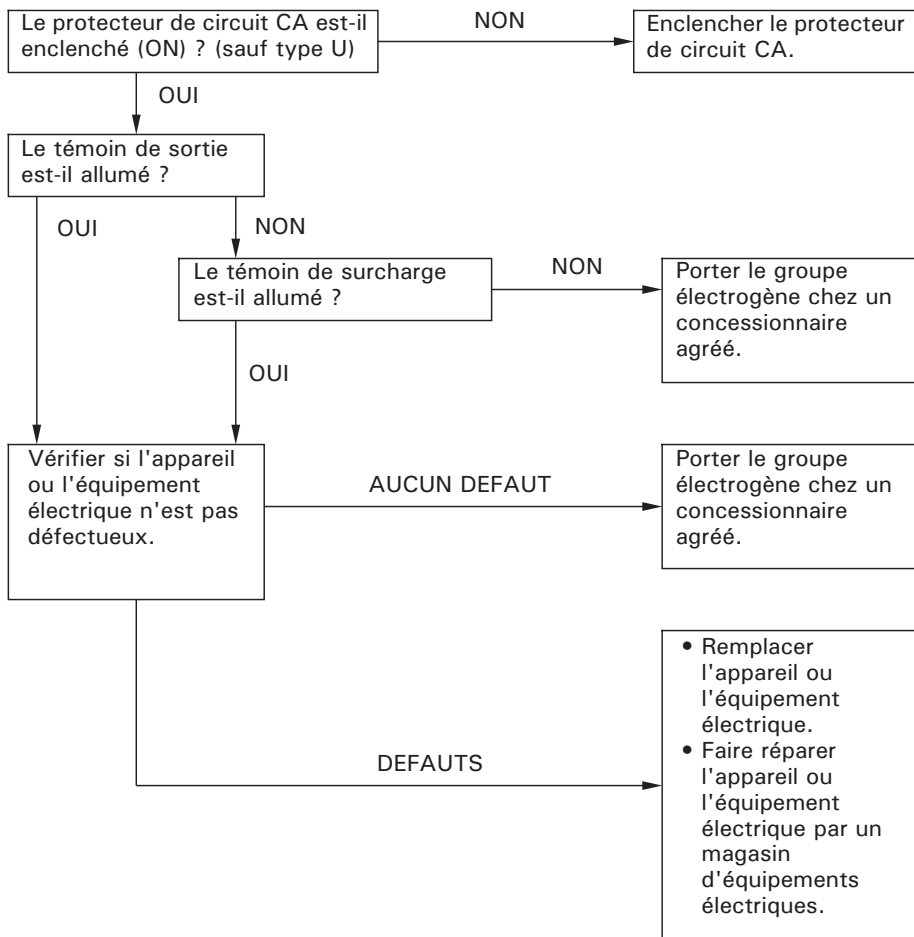 Le protecteur de circuit CA est-il
enclenché (ON) ? (sauf type U)
NON
Enclencher le protecteur
de circuit CA.
OUI
Le témoin de sortie
est-il allumé ?
OUI
NON
Le témoin de surcharge
est-il allumé ?
NON
Porter le groupe
électrogène chez un
concessionnaire
agréé.
OUI
Vérifier si l'appareil
ou l'équipement
électrique n'est pas
défectueux.
AUCUN DEFAUT
Porter le groupe
électrogène chez un
concessionnaire
agréé.
DEFAUTS
• Remplacer
l'appareil ou
l'équipement
électrique.
• Faire réparer
l'appareil ou
l'équipement
électrique par un
magasin
d'équipements
électriques.